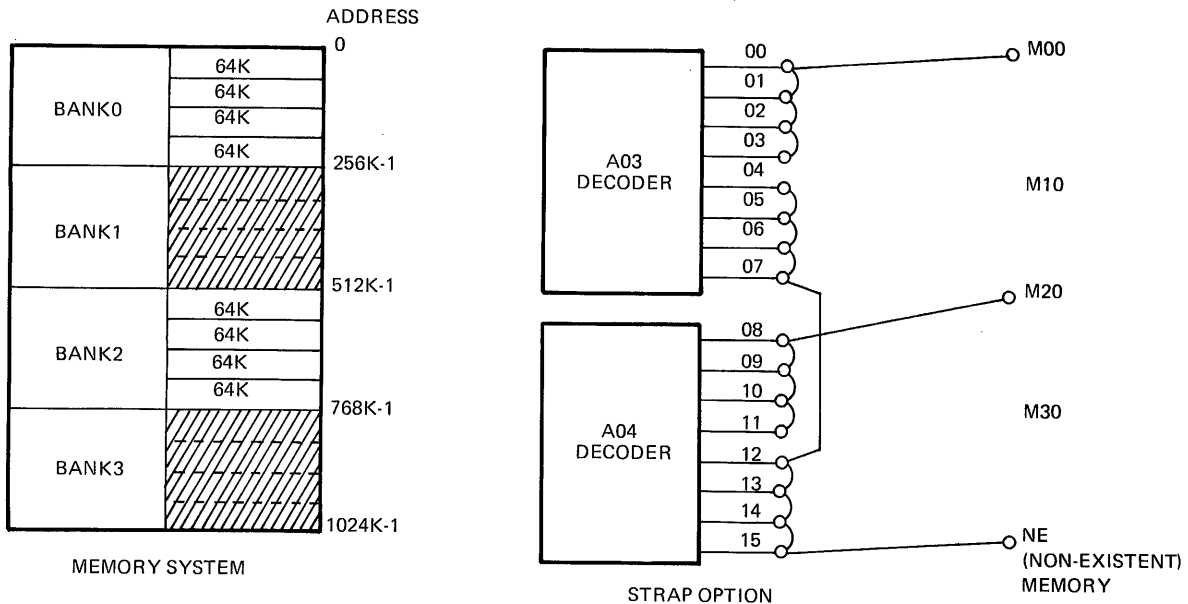 ADDRESS
0
BANK0
64K
64K
64K
64K
256K-1
BANK1
512K-1
BANK2
64K
64K
64K
64K
768K-1
BANK3
1024K-1
MEMORY SYSTEM
A03
DECODER
00
01
02
03
04
05
06
07
A04
DECODER
08
09
10
11
12
13
14
15
M00
M10
M20
M30
NE
(NON-EXISTENT)
MEMORY
STRAP OPTION